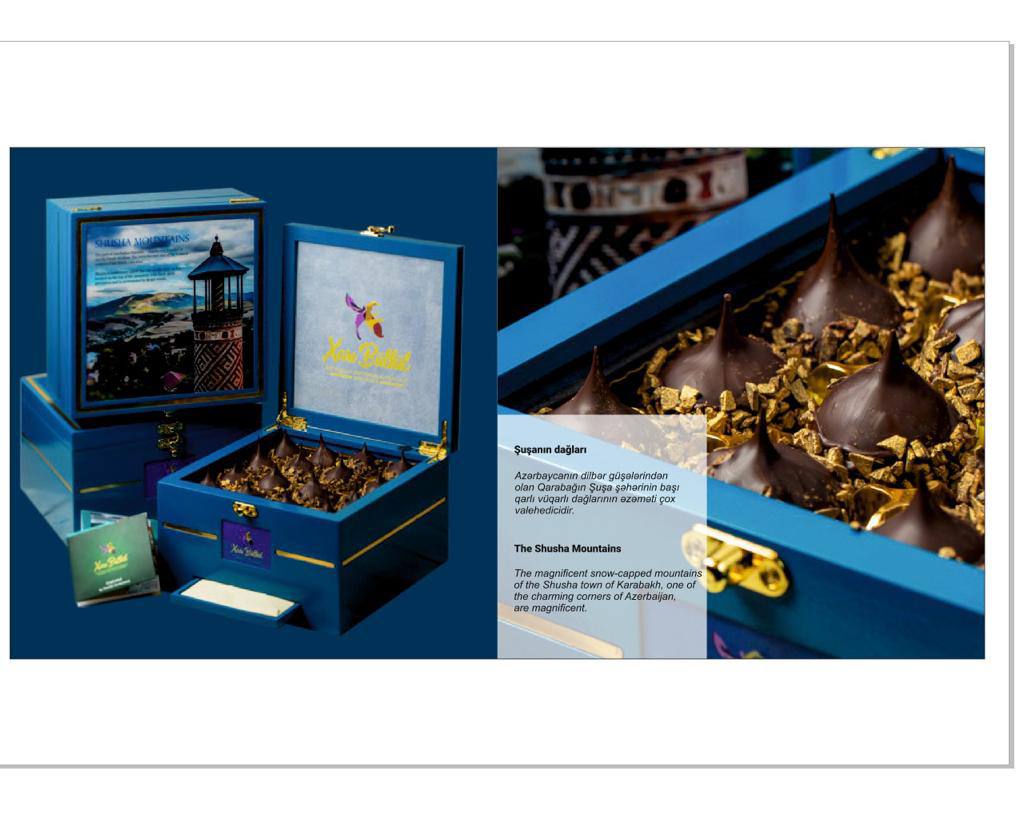 SHUSHA MOUNTAINS
Xarı Bülbül
Xarı Bülbül
Xarı Bülbül
Şuşanın dağları
Azərbaycanın dilbər güşələrindən
olan Qarabağın Şuşa şəhərinin başı
qarlı vüqarlı dağlarının əzəməti çox
valehedicidir.
The Shusha Mountains
The magnificent snow-capped mountains
of the Shusha town of Karabakh, one of
the charming corners of Azerbaijan,
are magnificent.